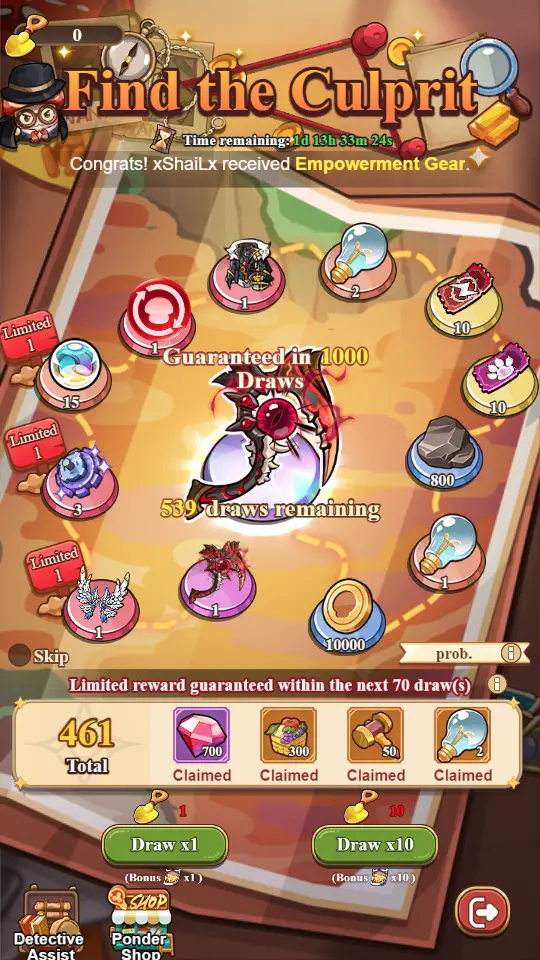 0
Find the Culprit
Time remaining: 1d 13h 33m 24s
Congrats! xShaiLx received Empowerment Gear.
1
2
10
1
Limited
1
15
Guaranteed in 1000
Draws
10
Limited
1
3
800
539 draws remaining
1
Limited
1
1
1
10000
Skip
prob.
Limited reward guaranteed within the next 70 draw(s)
461
Total
700
300
50
2
Claimed
Claimed
Claimed
Claimed
1
10
Draw x1
Draw x10
(Bonus x1)
(Bonus x10)
SHOP
Detective
Assist
Ponder
Shop